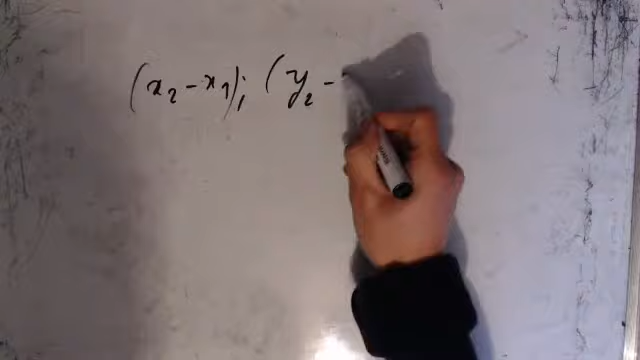 (x₂ - x₁); (y₂ -